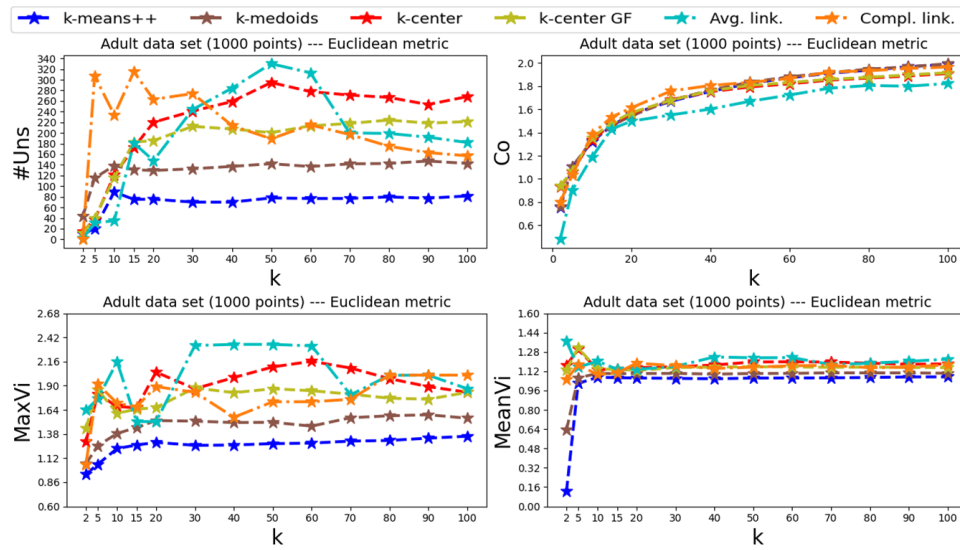 k-means++ k-medoids k-center k-center GF Avg. link. Compl. link.
Adult data set (1000 points) --- Euclidean metric
#Uns
340
320
300
280
260
240
220
200
180
160
140
120
100
80
60
40
20
0
2 5 10 15 20 30 40 50 60 70 80 90 100
k
Adult data set (1000 points) --- Euclidean metric
Co
2.0
1.8
1.6
1.4
1.2
1.0
0.8
0.6
0 20 40 60 80 100
k
Adult data set (1000 points) --- Euclidean metric
MaxVi
2.68
2.42
2.16
1.90
1.64
1.38
1.12
0.86
0.60
2 5 10 15 20 30 40 50 60 70 80 90 100
k
Adult data set (1000 points) --- Euclidean metric
MeanVi
1.60
1.44
1.28
1.12
0.96
0.80
0.64
0.48
0.32
0.16
0.00
2 5 10 15 20 30 40 50 60 70 80 90 100
k